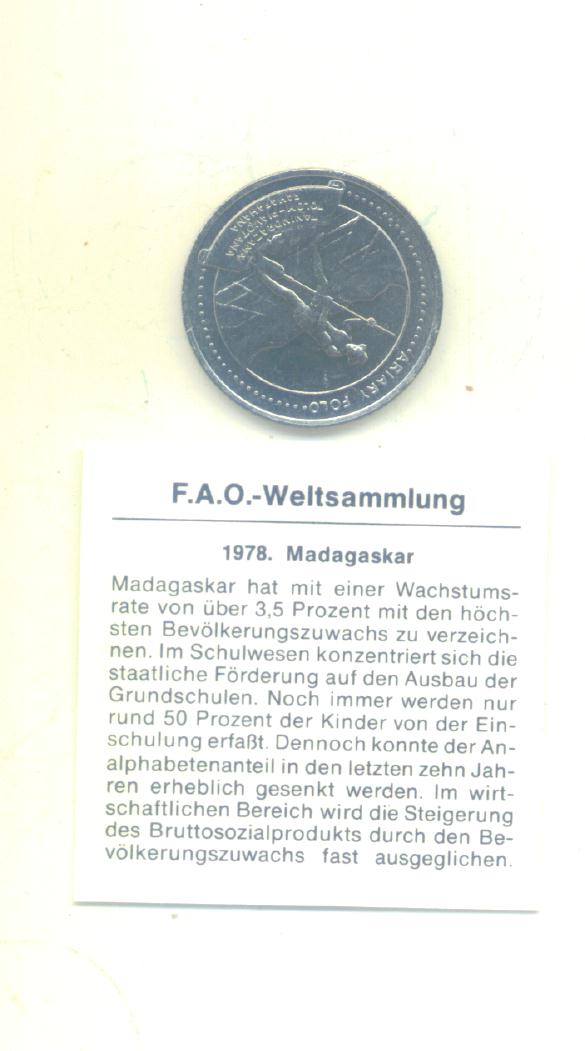 TANINDRAZANA
TOLOM-PIAVOTANA
FAHAFAHANA
ARIARY FOLO
F.A.O.-Weltsammlung
1978. Madagaskar
Madagaskar hat mit einer Wachstums-
rate von über 3,5 Prozent mit den höch-
sten Bevölkerungszuwachs zu verzeich-
nen. Im Schulwesen konzentriert sich die
staatliche Förderung auf den Ausbau der
Grundschulen. Noch immer werden nur
rund 50 Prozent der Kinder von der Ein-
schulung erfaßt. Dennoch konnte der An-
alphabetenanteil in den letzten zehn Jah-
ren erheblich gesenkt werden. Im wirt-
schaftlichen Bereich wird die Steigerung
des Bruttosozialprodukts durch den Be-
völkerungszuwachs fast ausgeglichen.